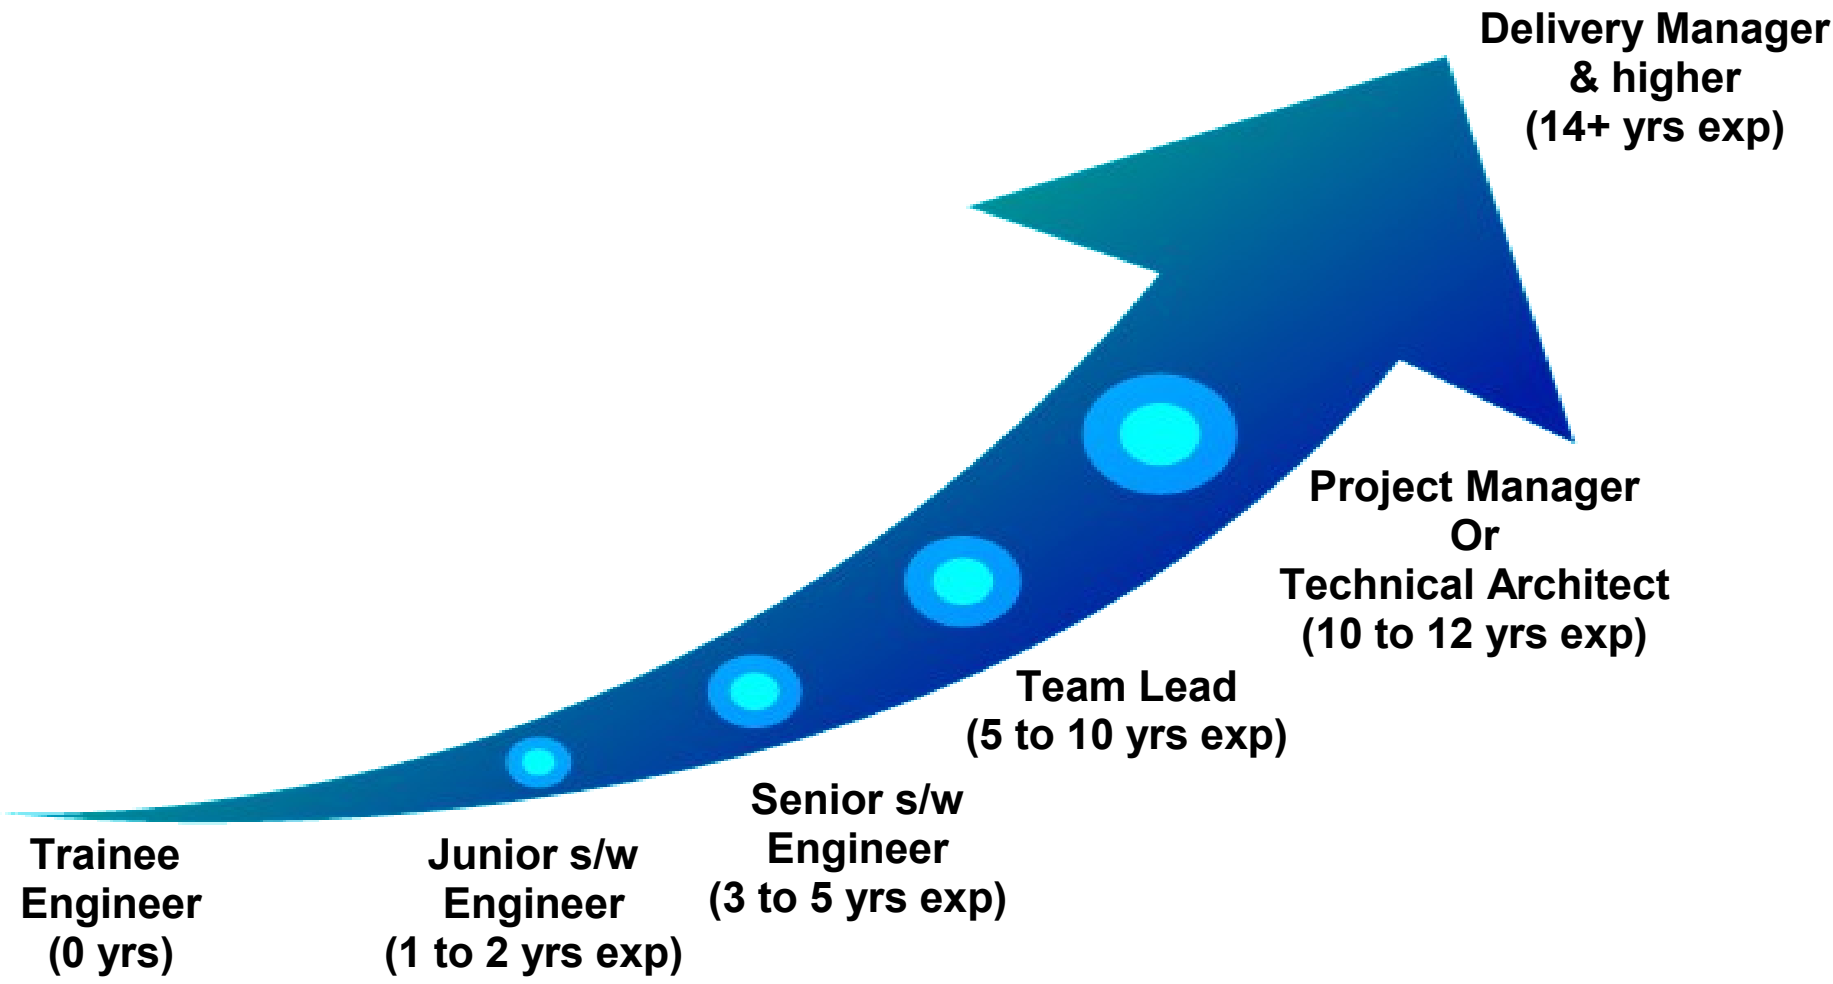 Delivery Manager
& higher
(14+ yrs exp)
Project Manager
Or
Technical Architect
(10 to 12 yrs exp)
Team Lead
(5 to 10 yrs exp)
Senior s/w
Engineer
(3 to 5 yrs exp)
Junior s/w
Engineer
(1 to 2 yrs exp)
Trainee
Engineer
(0 yrs)